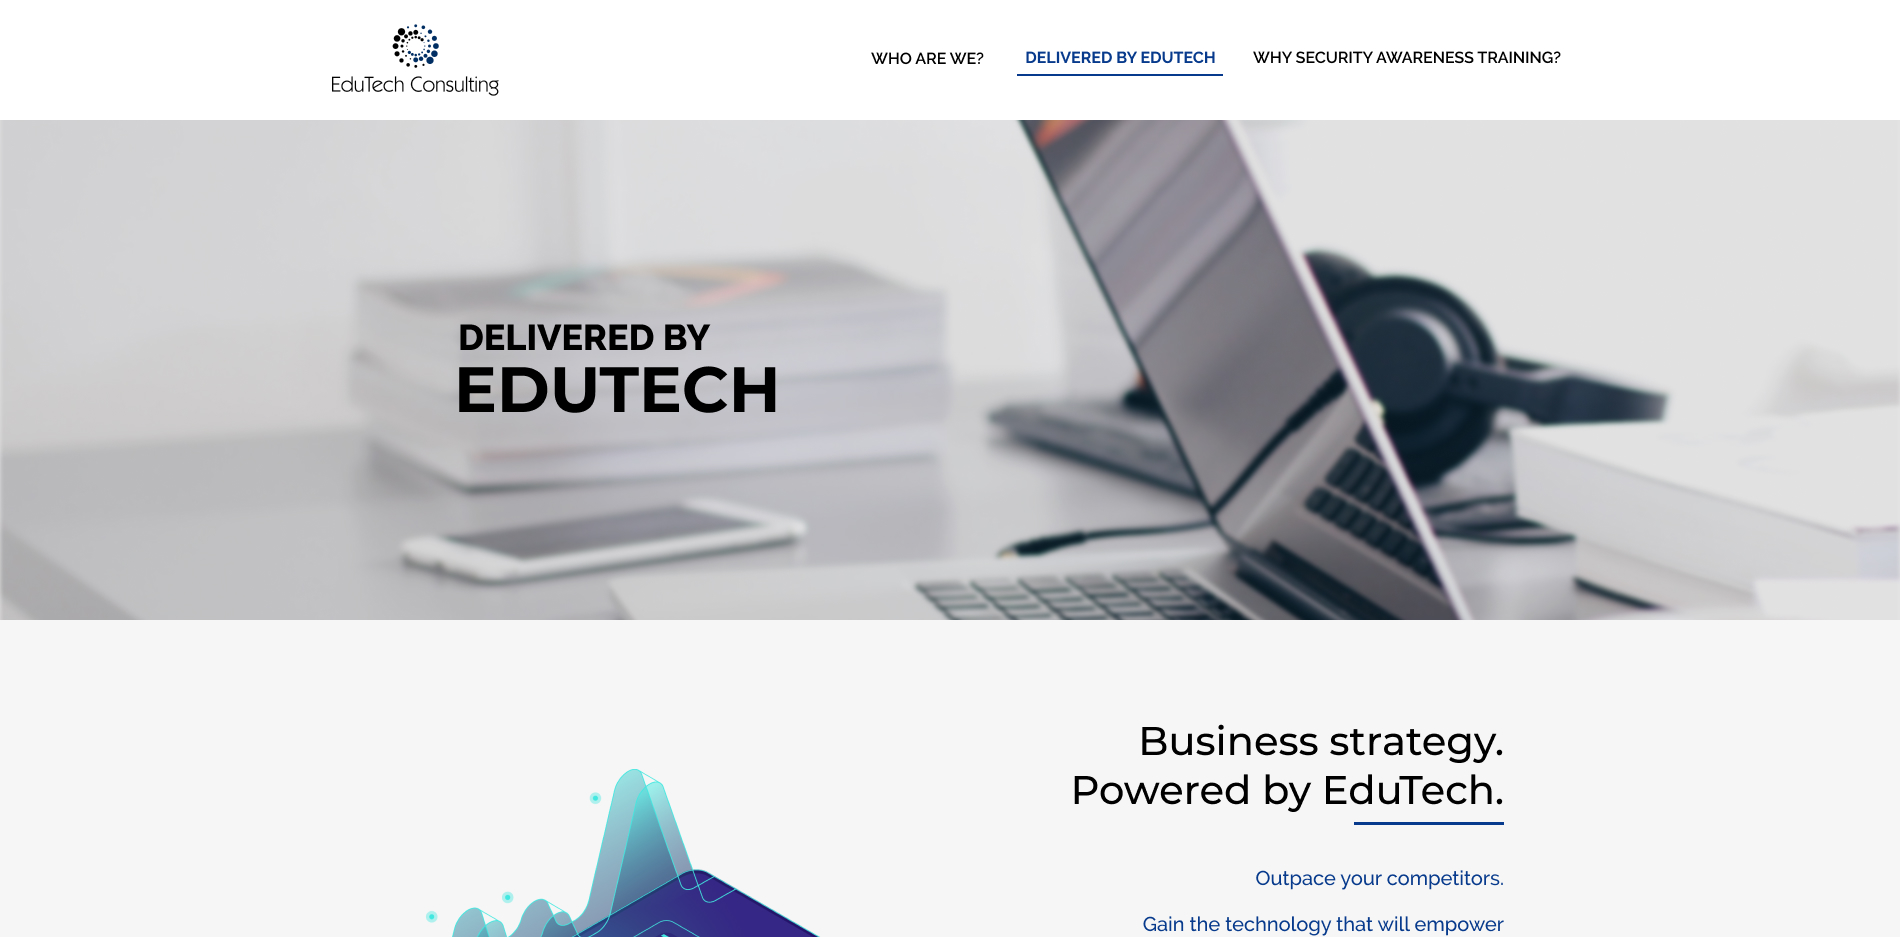 EduTech Consulting
WHO ARE WE?
DELIVERED BY EDUTECH
WHY SECURITY AWARENESS TRAINING?
DELIVERED BY
EDUTECH
Business strategy.
Powered by EduTech.
Outpace your competitors.
Gain the technology that will empower